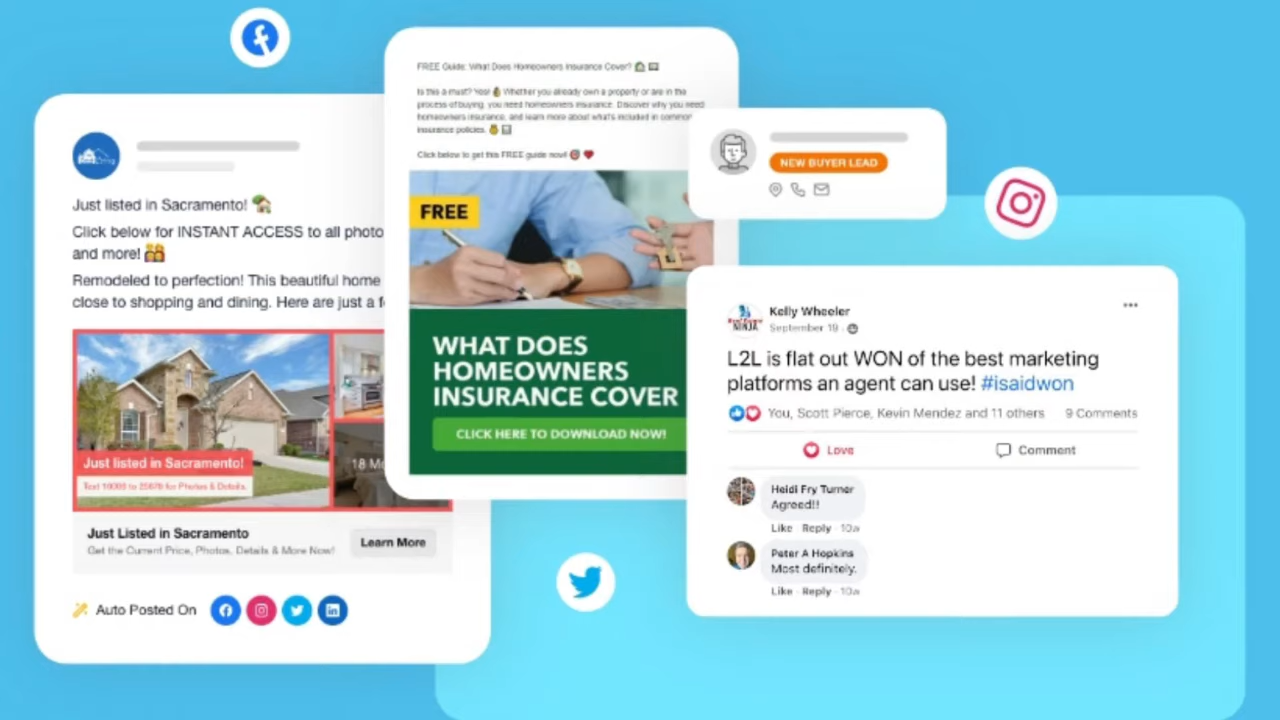 Just listed in Sacramento! 🏡
Click below for INSTANT ACCESS to all photo
and more! 👨‍👩‍👧‍👦
Remodeled to perfection! This beautiful home
close to shopping and dining. Here are just a f
Just listed in Sacramento!
for Photos & Details.
18 Mo
Just Listed in Sacramento
Get the Current Price, Photos, Details & More Now!
Learn More
Auto Posted On
FREE Guide: What Does Homeowners Insurance Cover?
Is this a must? Yes! Whether you already own a property or are in the
process of buying, you need homeowners insurance. Discover why you need
homeowners insurance, and learn more about what's included in common
insurance policies.
Click below to get this FREE guide now!
FREE
WHAT DOES
HOMEOWNERS
INSURANCE COVER
CLICK HERE TO DOWNLOAD NOW!
NEW BUYER LEAD
NINJA
Kelly Wheeler
September 19
L2L is flat out WON of the best marketing
platforms an agent can use! #isaidwon
You, Scott Pierce, Kevin Mendez and 11 others
9 Comments
Love
Comment
Heidi Fry Turner
Agreed!!
Like · Reply · 10w
Peter A Hopkins
Most definitely.
Like · Reply · 10w